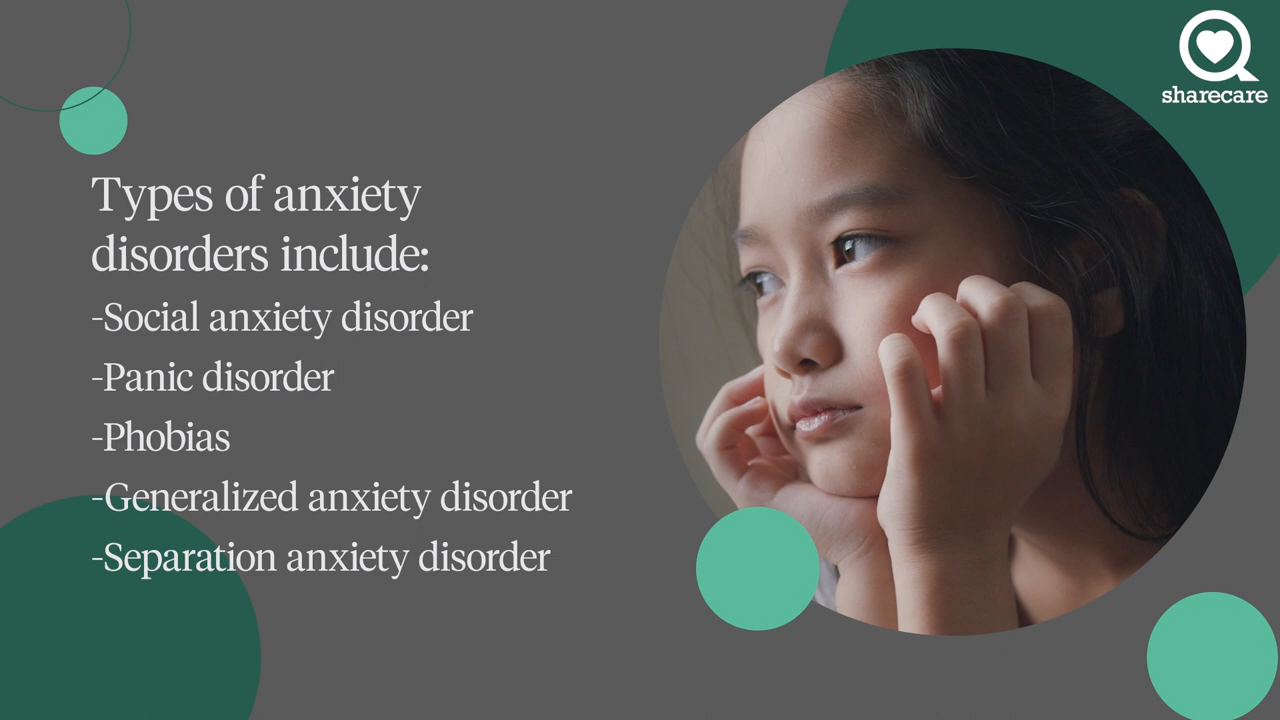 sharecare
Types of anxiety
disorders include:
-Social anxiety disorder
-Panic disorder
-Phobias
-Generalized anxiety disorder
-Separation anxiety disorder